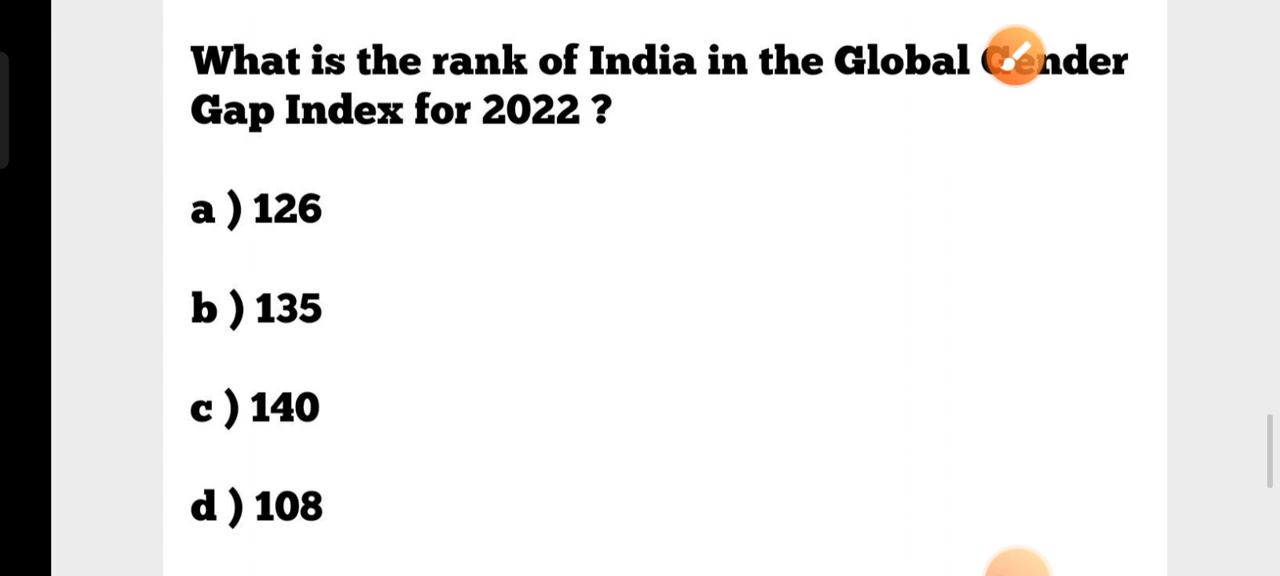 What is the rank of India in the Global Gender
Gap Index for 2022 ?
a ) 126
b ) 135
c ) 140
d ) 108